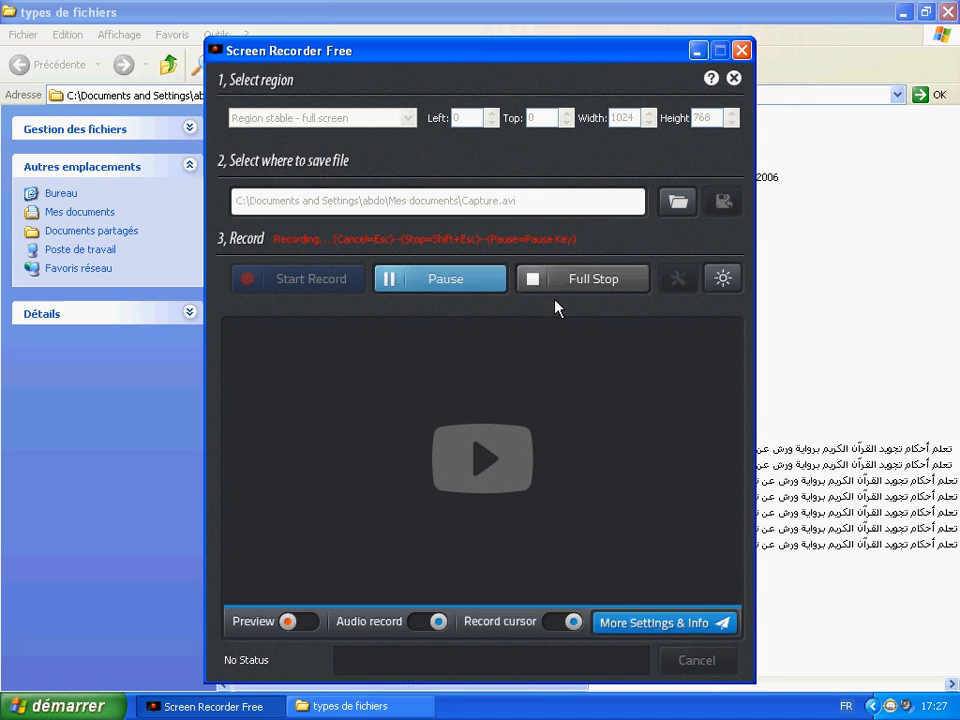 types de fichiers
Fichier Edition Affichage Favoris Outils ?
Précédente
Adresse C:\Documents and Settings\ab OK
Screen Recorder Free
1, Select region
Region stable - full screen Left: 0 Top: 0 Width: 1024 Height 768
2, Select where to save file
C:\Documents and Settings\abdo\Mes documents\Capture.avi
3, Record Recording... (Cancel=Esc)--(Stop=Shift+Esc)--(Pause=Pause Key)
Start Record Pause Full Stop
Gestion des fichiers
Autres emplacements
Bureau
Mes documents
Documents partagés
Poste de travail
Favoris réseau
Détails
2006
تعلم أحكام تجويد القرآن الكريم برواية ورش عن
تعلم أحكام تجويد القرآن الكريم برواية ورش عن
تعلم أحكام تجويد القرآن الكريم برواية ورش عن
تعلم أحكام تجويد القرآن الكريم برواية ورش عن
تعلم أحكام تجويد القرآن الكريم برواية ورش عن
تعلم أحكام تجويد القرآن الكريم برواية ورش عن
تعلم أحكام تجويد القرآن الكريم برواية ورش عن
Preview Audio record Record cursor More Settings & Info
No Status Cancel
démarrer Screen Recorder Free types de fichiers FR 17:27